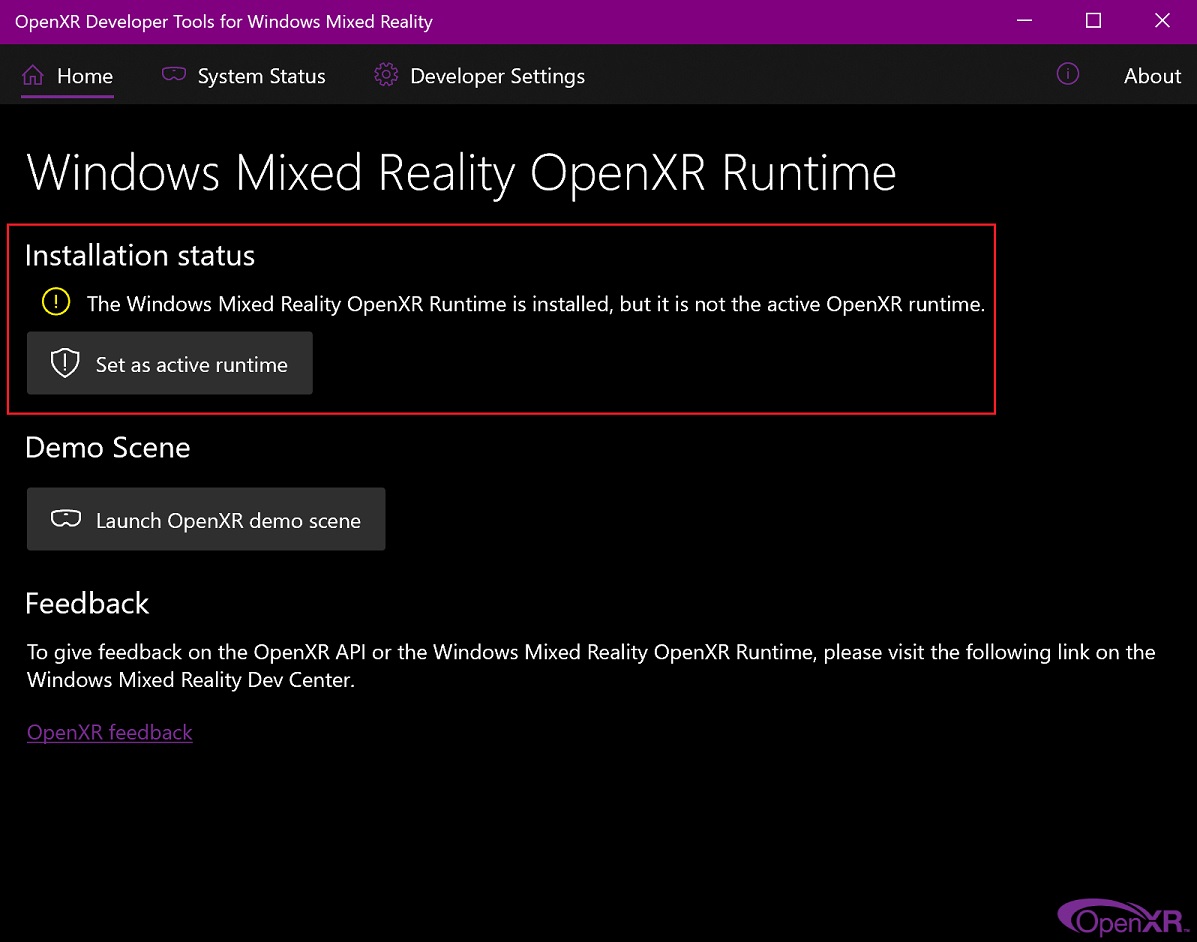 OpenXR Developer Tools for Windows Mixed Reality
Home System Status Developer Settings About
Windows Mixed Reality OpenXR Runtime
Installation status
The Windows Mixed Reality OpenXR Runtime is installed, but it is not the active OpenXR runtime.
Set as active runtime
Demo Scene
Launch OpenXR demo scene
Feedback
To give feedback on the OpenXR API or the Windows Mixed Reality OpenXR Runtime, please visit the following link on the
Windows Mixed Reality Dev Center.
OpenXR feedback
OpenXR™